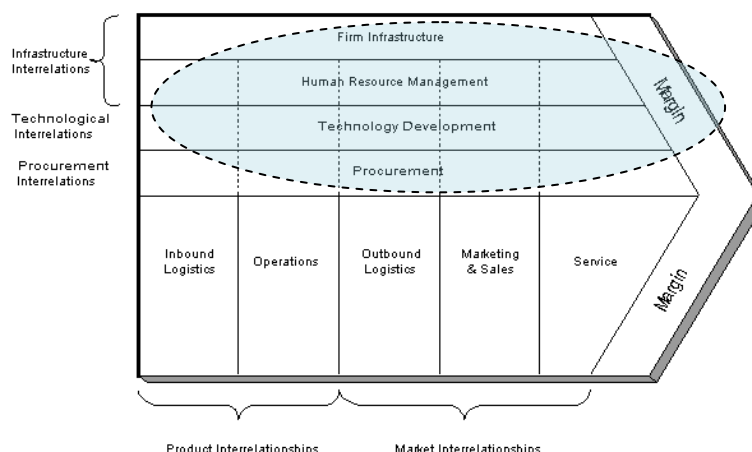 Firm Infrastructure
Infrastructure
Interrelations
Human Resource Management
Margin
Technological
Interrelations
Technology Development
Procurement
Interrelations
Procurement
Inbound
Logistics
Operations
Outbound
Logistics
Marketing
& Sales
Service
Margin
Product Interrelationships
Market Interrelationships